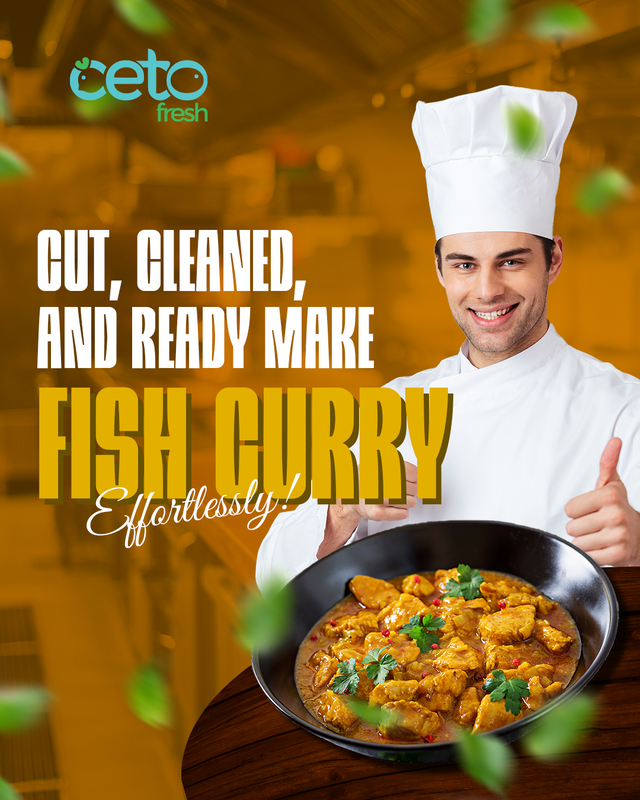 ceto
fresh
CUT, CLEANED,
AND READY MAKE
FISH CURRY
Effortlessly!